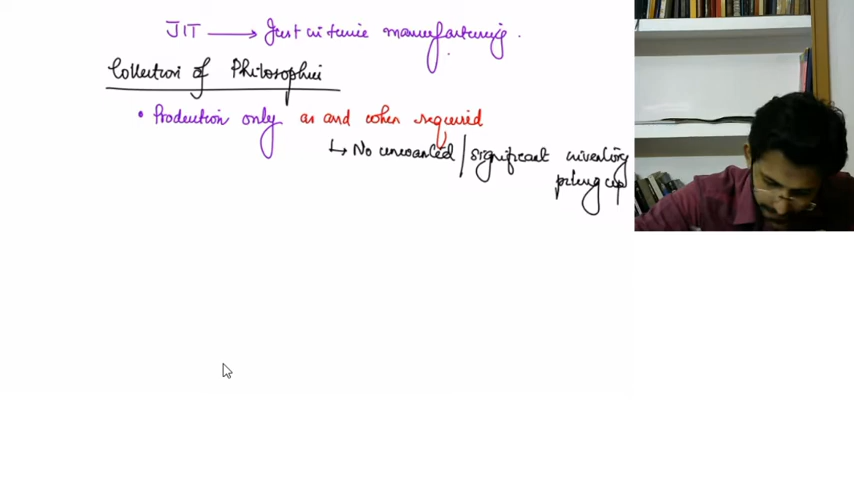 JIT → Just in time manufacturing.
Collection of Philosophies
• Production only as and when required
↳ No unwanted / significant inventory
piling up